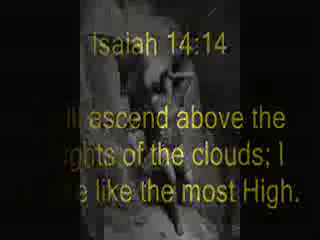 Isaiah 14:14
ascend above the
of the clouds; I
like the most High.